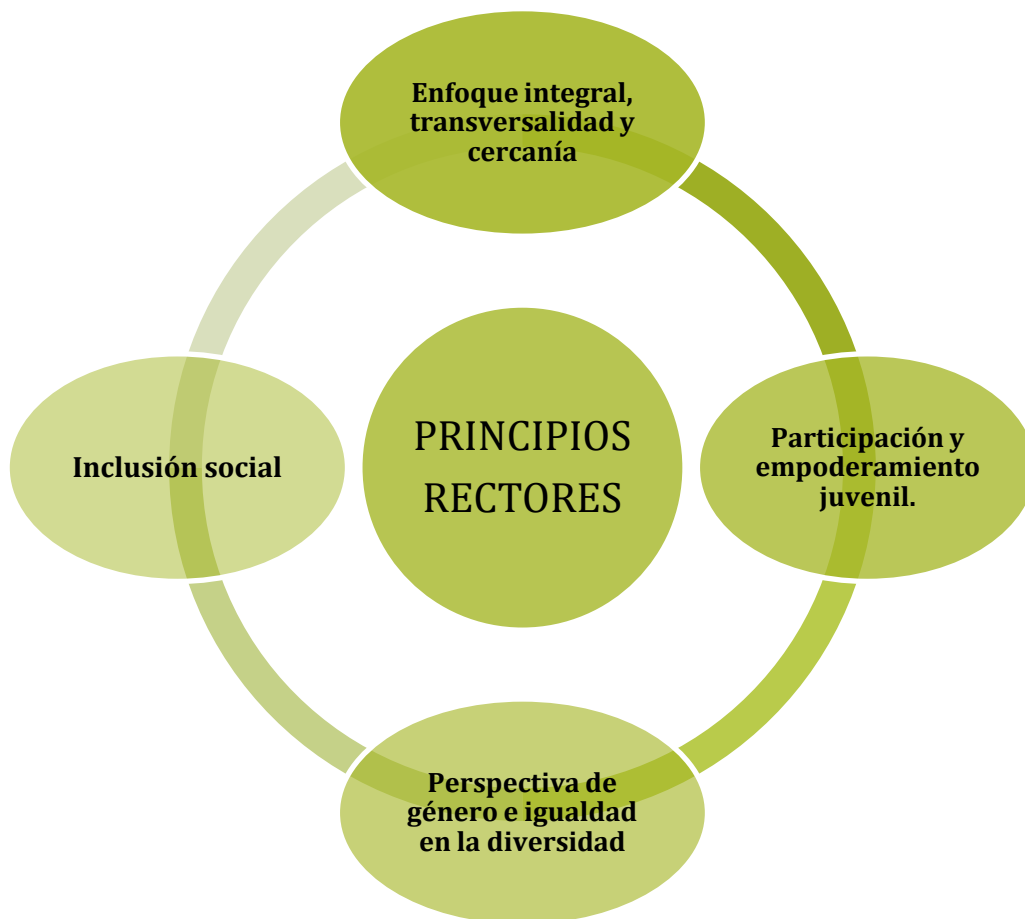 Enfoque integral,
transversalidad y
cercanía
Inclusión social
PRINCIPIOS
RECTORES
Participación y
empoderamiento
juvenil.
Perspectiva de
género e igualdad
en la diversidad